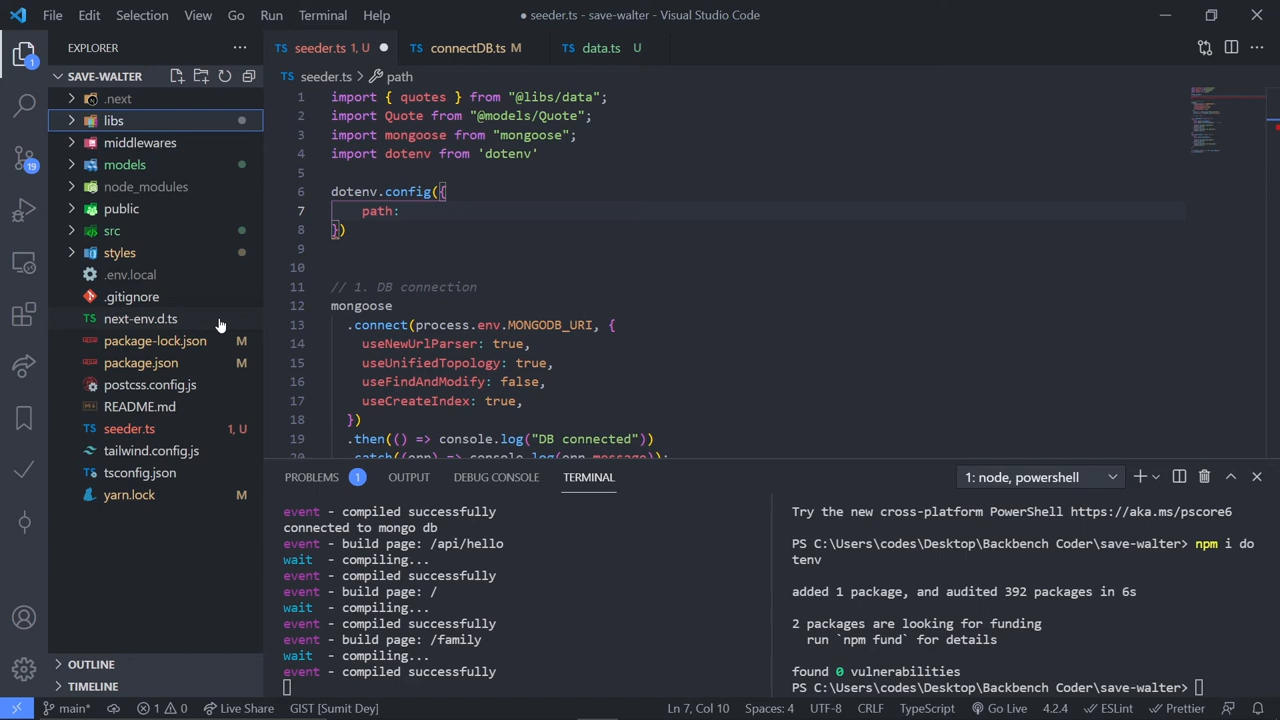 File Edit Selection View Go Run Terminal Help
● seeder.ts - save-walter - Visual Studio Code
EXPLORER
SAVE-WALTER
.next
libs
middlewares
models
node_modules
public
src
styles
.env.local
.gitignore
TS next-env.d.ts
package-lock.json M
package.json M
postcss.config.js
README.md
seeder.ts 1, U
tailwind.config.js
tsconfig.json
yarn.lock M
OUTLINE
TIMELINE
1
19
TS seeder.ts 1, U ●
TS connectDB.ts M
TS data.ts U
TS seeder.ts > path
1 import { quotes } from "@libs/data";
2 import Quote from "@models/Quote";
3 import mongoose from "mongoose";
4 import dotenv from 'dotenv'
5
6 dotenv.config({
7 path:
8 })
9
10
11 // 1. DB connection
12 mongoose
13 .connect(process.env.MONGODB_URI, {
14 useNewUrlParser: true,
15 useUnifiedTopology: true,
16 useFindAndModify: false,
17 useCreateIndex: true,
18 })
19 .then(() => console.log("DB connected"))
20 .catch((err) => console.log(err.message));
PROBLEMS 1 OUTPUT DEBUG CONSOLE TERMINAL
1: node, powershell
event - compiled successfully
connected to mongo db
event - build page: /api/hello
wait - compiling...
event - compiled successfully
event - build page: /
wait - compiling...
event - compiled successfully
event - build page: /family
wait - compiling...
event - compiled successfully
Try the new cross-platform PowerShell https://aka.ms/pscore6
PS C:\Users\codes\Desktop\Backbench Coder\save-walter> npm i do
tenv
added 1 package, and audited 392 packages in 6s
2 packages are looking for funding
run `npm fund` for details
found 0 vulnerabilities
PS C:\Users\codes\Desktop\Backbench Coder\save-walter>
main* 1 0 Live Share GIST [Sumit Dey]
Ln 7, Col 10 Spaces: 4 UTF-8 CRLF TypeScript Go Live 4.2.4 ESLint Prettier